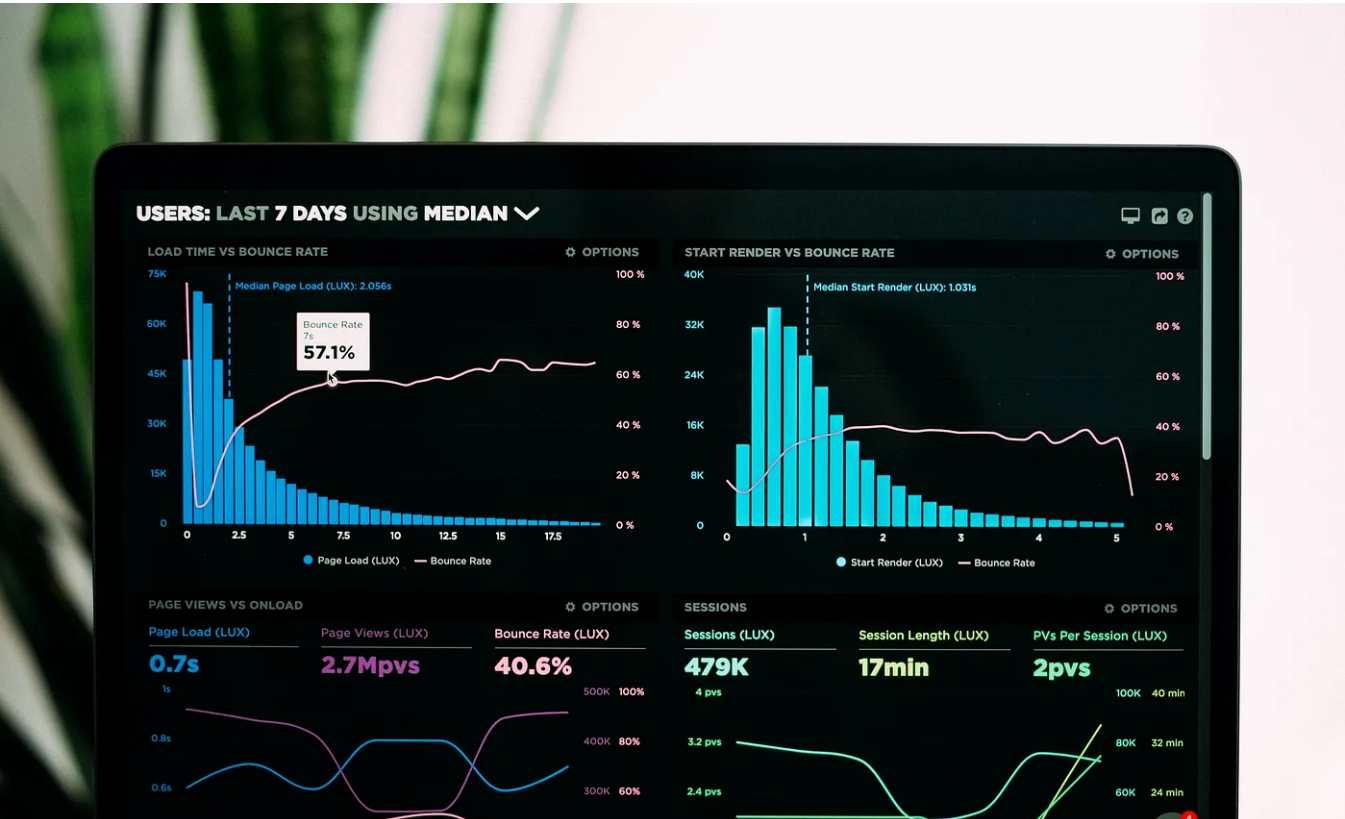 USERS: LAST 7 DAYS USING MEDIAN
LOAD TIME VS BOUNCE RATE
OPTIONS
75K
60K
45K
30K
15K
0
Median Page Load (LUX): 2.056s
Bounce Rate
7s
57.1%
100 %
80 %
60 %
40 %
20 %
0 %
0 2.5 5 7.5 10 12.5 15 17.5
Page Load (LUX) Bounce Rate
START RENDER VS BOUNCE RATE
OPTIONS
40K
32K
24K
16K
8K
0
Median Start Render (LUX): 1.031s
100 %
80 %
60 %
40 %
20 %
0 %
0 1 2 3 4 5
Start Render (LUX) Bounce Rate
PAGE VIEWS VS ONLOAD
OPTIONS
Page Load (LUX) Page Views (LUX) Bounce Rate (LUX)
0.7s 2.7Mpvs 40.6%
1s 500K 100%
0.8s 400K 80%
0.6s 300K 60%
SESSIONS
OPTIONS
Sessions (LUX) Session Length (LUX) PVs Per Session (LUX)
479K 17min 2pvs
4 pvs 100K 40 min
3.2 pvs 80K 32 min
2.4 pvs 60K 24 min